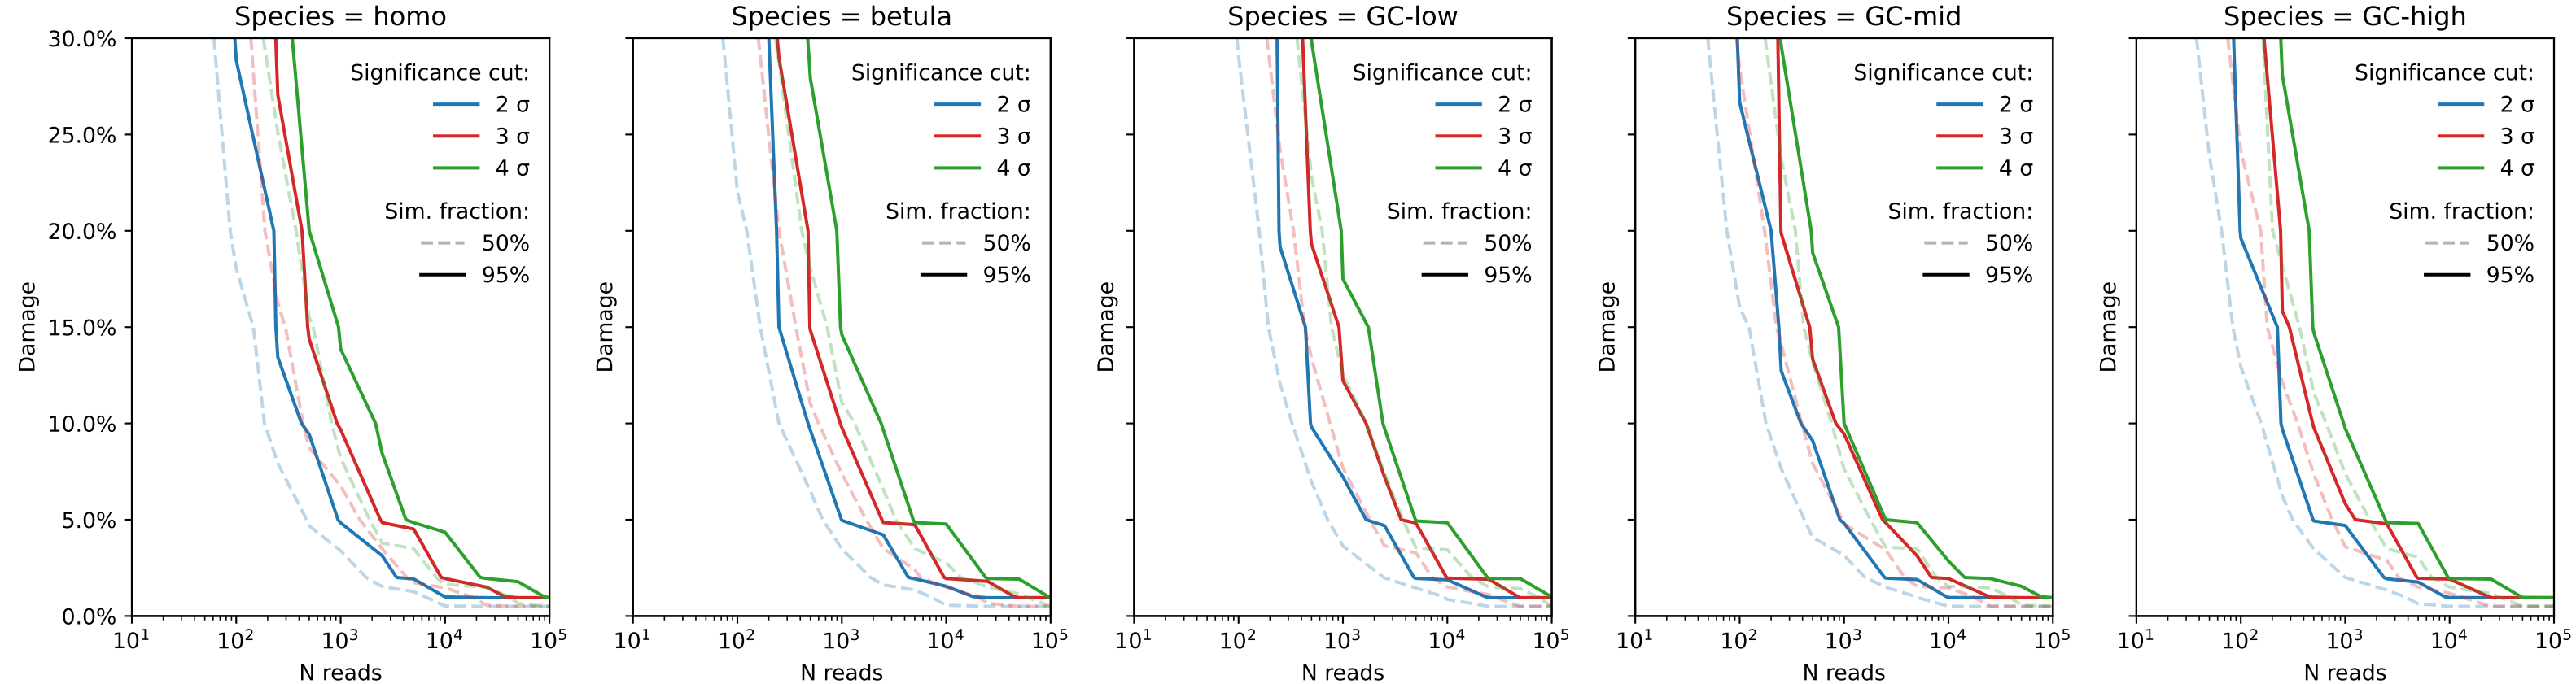 Species = homo
30.0%
25.0%
20.0%
15.0%
10.0%
5.0%
0.0%
Damage
Significance cut:
2 σ
3 σ
4 σ
Sim. fraction:
50%
95%
10¹ 10² 10³ 10⁴ 10⁵
N reads
Species = betula
Damage
Significance cut:
2 σ
3 σ
4 σ
Sim. fraction:
50%
95%
10¹ 10² 10³ 10⁴ 10⁵
N reads
Species = GC-low
Damage
Significance cut:
2 σ
3 σ
4 σ
Sim. fraction:
50%
95%
10¹ 10² 10³ 10⁴ 10⁵
N reads
Species = GC-mid
Damage
Significance cut:
2 σ
3 σ
4 σ
Sim. fraction:
50%
95%
10¹ 10² 10³ 10⁴ 10⁵
N reads
Species = GC-high
Damage
Significance cut:
2 σ
3 σ
4 σ
Sim. fraction:
50%
95%
10¹ 10² 10³ 10⁴ 10⁵
N reads